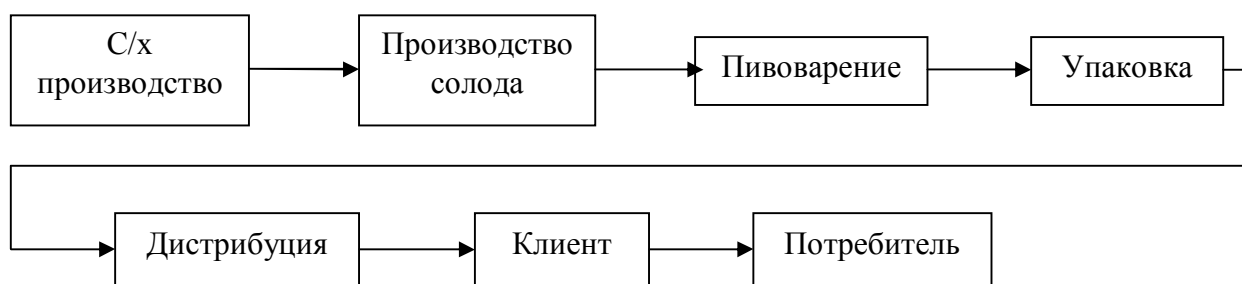 С/х
производство
Производство
солода
Пивоварение
Упаковка
Дистрибуция
Клиент
Потребитель